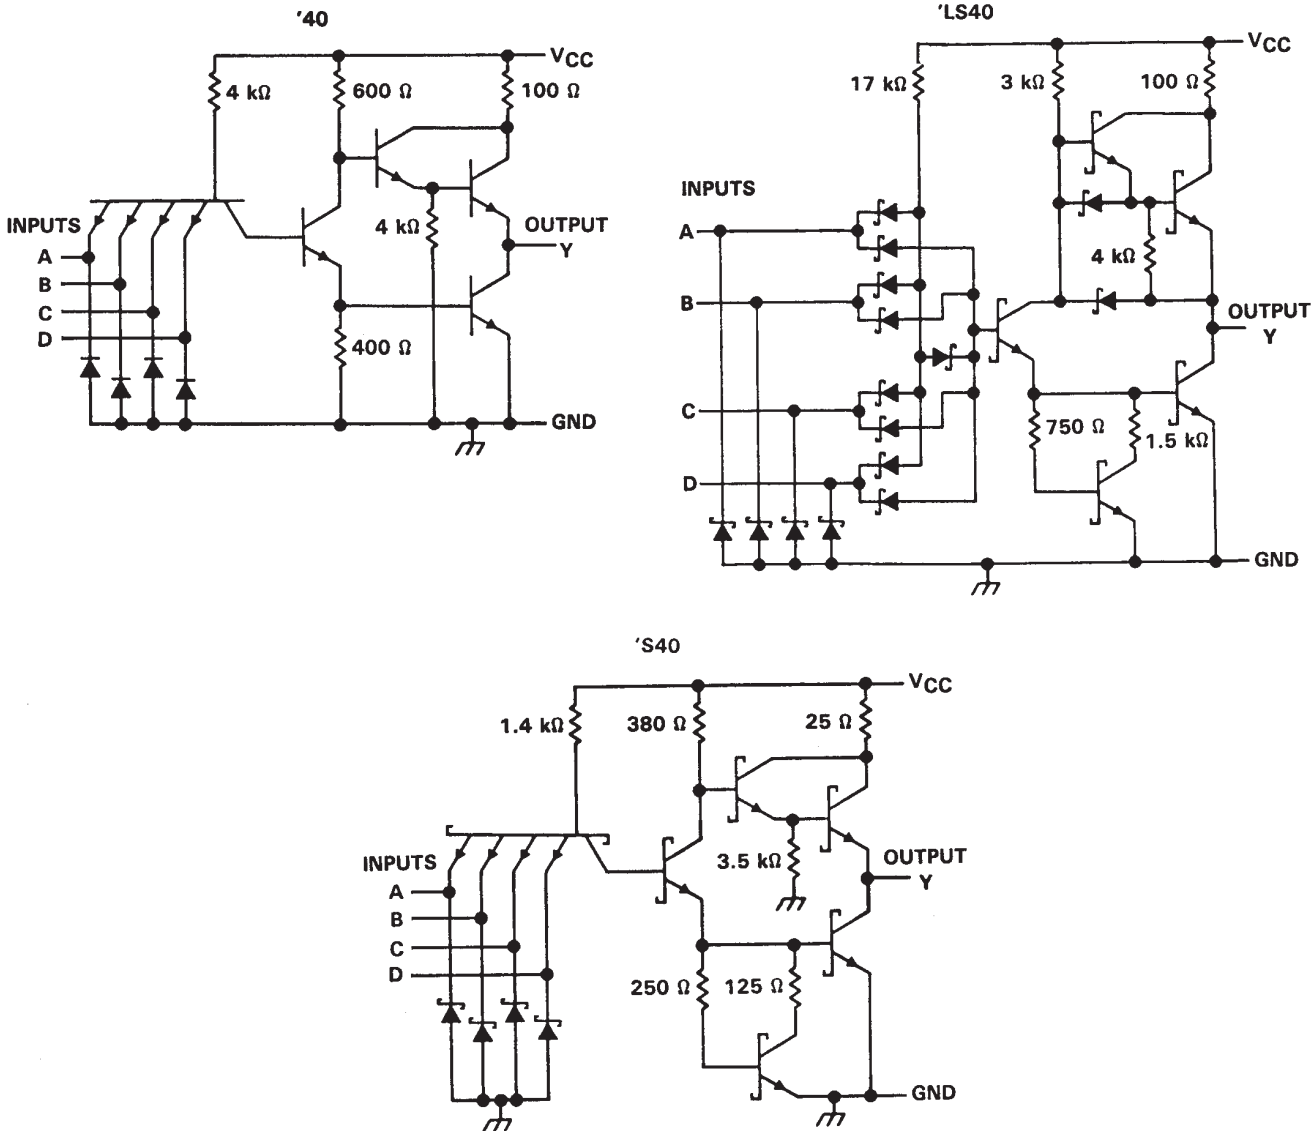 '40
VCC
4 kΩ
600 Ω
100 Ω
INPUTS
A
B
C
D
4 kΩ
OUTPUT
Y
400 Ω
GND
'LS40
VCC
17 kΩ
3 kΩ
100 Ω
INPUTS
A
B
C
D
4 kΩ
OUTPUT
Y
750 Ω
1.5 kΩ
GND
'S40
VCC
1.4 kΩ
380 Ω
25 Ω
INPUTS
A
B
C
D
3.5 kΩ
OUTPUT
Y
250 Ω
125 Ω
GND